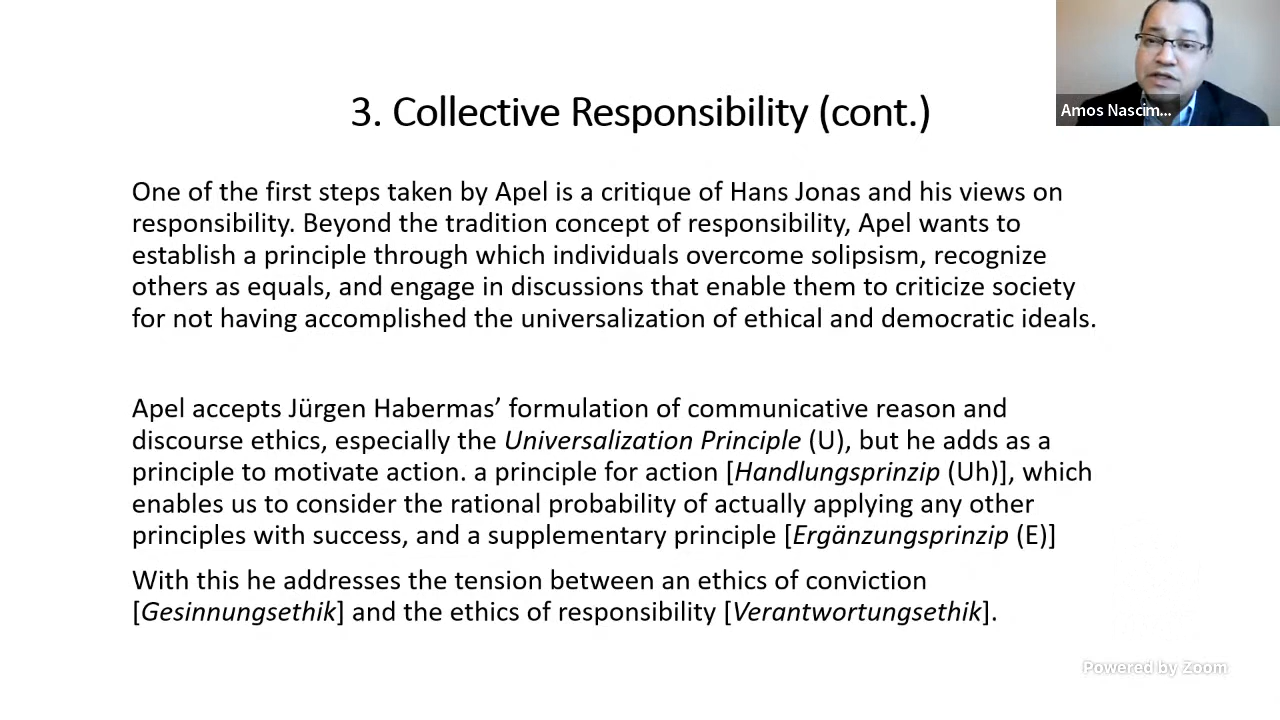 3. Collective Responsibility (cont.)
Amos Nascim...
One of the first steps taken by Apel is a critique of Hans Jonas and his views on
responsibility. Beyond the tradition concept of responsibility, Apel wants to
establish a principle through which individuals overcome solipsism, recognize
others as equals, and engage in discussions that enable them to criticize society
for not having accomplished the universalization of ethical and democratic ideals.
Apel accepts Jürgen Habermas’ formulation of communicative reason and
discourse ethics, especially the Universalization Principle (U), but he adds as a
principle to motivate action. a principle for action [Handlungsprinzip (Uh)], which
enables us to consider the rational probability of actually applying any other
principles with success, and a supplementary principle [Ergänzungsprinzip (E)]
With this he addresses the tension between an ethics of conviction
[Gesinnungsethik] and the ethics of responsibility [Verantwortungsethik].
Powered by Zoom